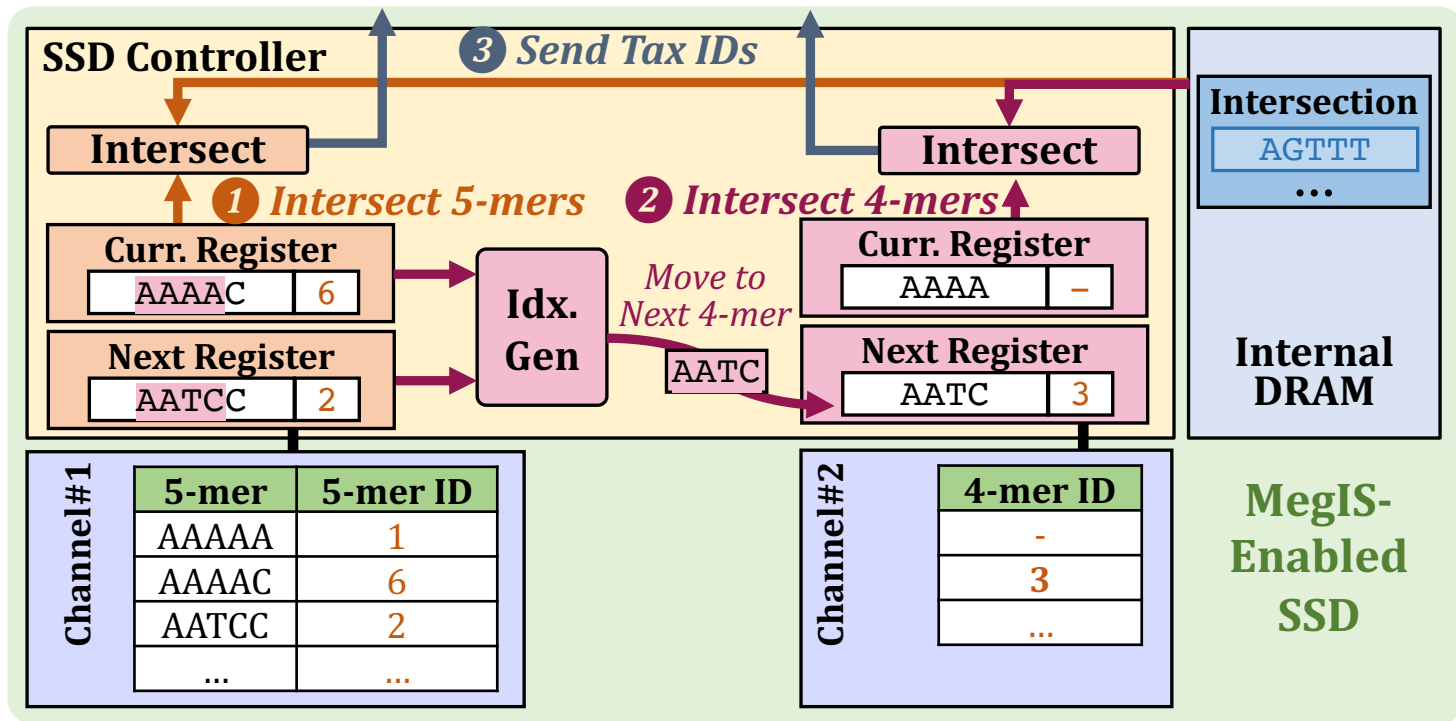 SSD Controller
3 Send Tax IDs
Intersect
Intersect
Intersection
AGTTT
...
1 Intersect 5-mers
2 Intersect 4-mers
Curr. Register
AAAAC 6
Next Register
AATCC 2
Idx.
Gen
Move to
Next 4-mer
AATC
Curr. Register
AAAA –
Next Register
AATC 3
Internal
DRAM
Channel#1
5-mer 5-mer ID
AAAAA 1
AAAAC 6
AATCC 2
... ...
Channel#2
4-mer ID
-
3
...
MegIS-
Enabled
SSD